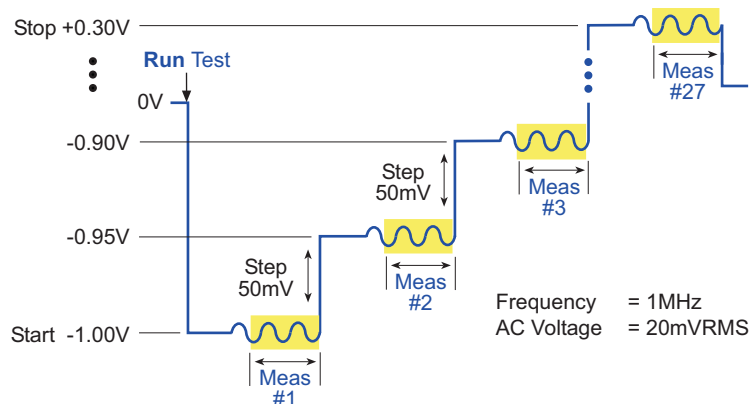 Stop +0.30V
Run Test
Meas
#27
0V
-0.90V
Step
50mV
Meas
#3
-0.95V
Step
50mV
Meas
#2
Frequency = 1MHz
AC Voltage = 20mVRMS
Start -1.00V
Meas
#1